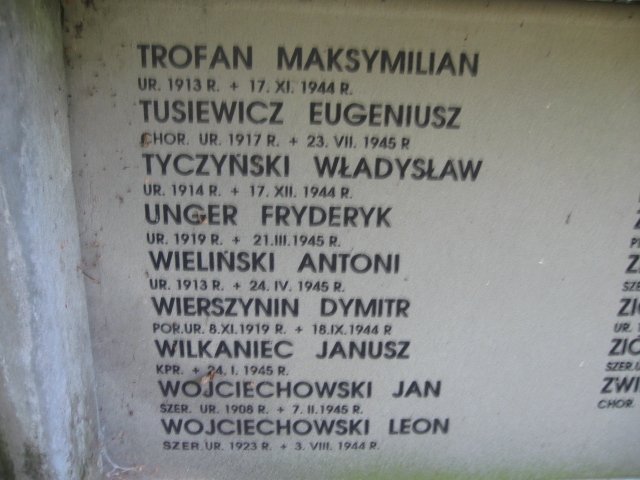 TROFAN MAKSYMILIAN
UR. 1913 R. + 17. XI. 1944 R.
TUSIEWICZ EUGENIUSZ
CHOR. UR. 1917 R. + 23. VII. 1945 R
TYCZYŃSKI WŁADYSŁAW
UR. 1914 R. + 17. XII. 1944 R.
UNGER FRYDERYK
UR. 1919 R. + 21.III.1945 R.
WIELIŃSKI ANTONI
UR. 1913 R. + 24. IV. 1945 R.
WIERSZYNIN DYMITR
POR.UR. 8.XI.1919 R. + 18.IX.1944 R
WILKANIEC JANUSZ
KPR. + 24. I. 1945 R.
WOJCIECHOWSKI JAN
SZER. UR. 1908 R. + 7. II. 1945 R.
WOJCIECHOWSKI LEON
SZER.UR. 1923 R. + 3. VIII. 1944 R.
UR.
SZER.U
CHOR.